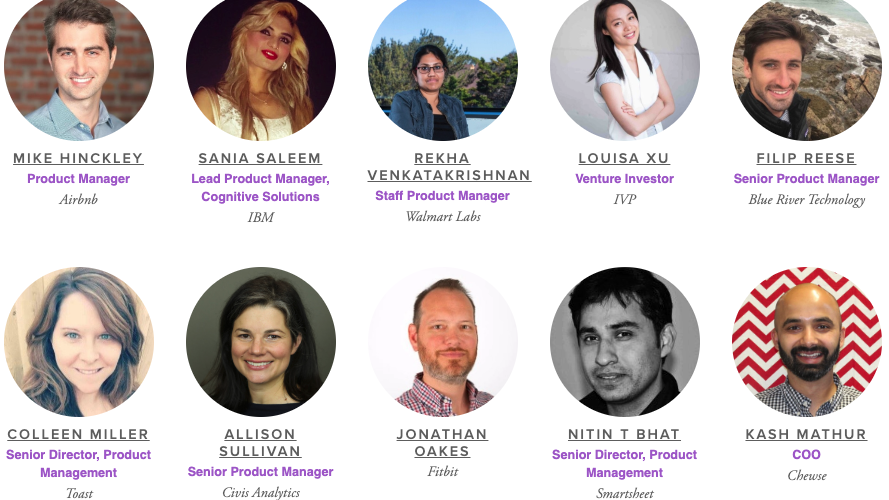 MIKE HINCKLEY
Product Manager
Airbnb
SANIA SALEEM
Lead Product Manager,
Cognitive Solutions
IBM
REKHA
VENKATAKRISHNAN
Staff Product Manager
Walmart Labs
LOUISA XU
Venture Investor
IVP
FILIP REESE
Senior Product Manager
Blue River Technology
COLLEEN MILLER
Senior Director, Product
Management
Toast
ALLISON
SULLIVAN
Senior Product Manager
Civis Analytics
JONATHAN
OAKES
Fitbit
NITIN T BHAT
Senior Director, Product
Management
Smartsheet
KASH MATHUR
COO
Chewse